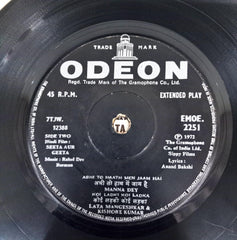 TRADE MARK
ODEON
Regd. Trade Mark of The Gramophone Co., Ltd.
45 R.P.M.
EXTENDED PLAY
7TJW.
52388
EMOE.
2251
SIDE TWO
Hindi Film:
SEETA AUR
GEETA
Music: Rahul Dev
Burman
TA
℗ 1972
The Gramophone
Co. of India Ltd.
Sippy Films
Lyrics:
Anand Bakshi
ABHI TO HAATH MEN JAAM HAI
अभी तो हाथ में जाम है
MANNA DEY
KOI LADKI KOI LADKA
कोई लड़की कोई लड़का
LATA MANGESHKAR &
KISHORE KUMAR